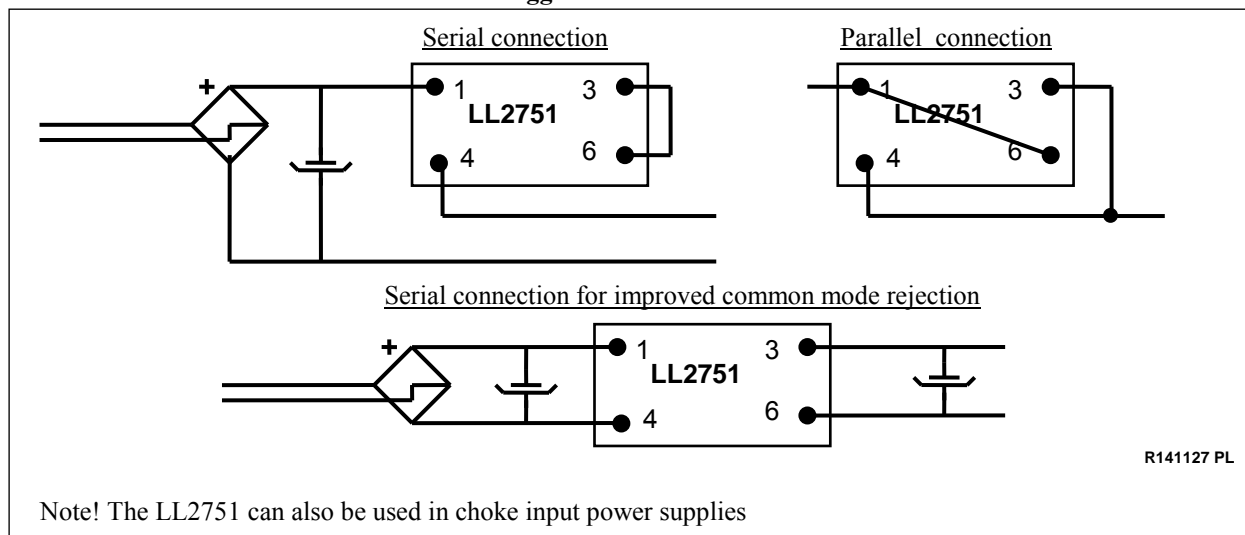 Serial connection
Parallel connection
+
1
3
LL2751
4
6
1
3
LL2751
4
6
Serial connection for improved common mode rejection
+
1
3
LL2751
4
6
R141127 PL
Note! The LL2751 can also be used in choke input power supplies